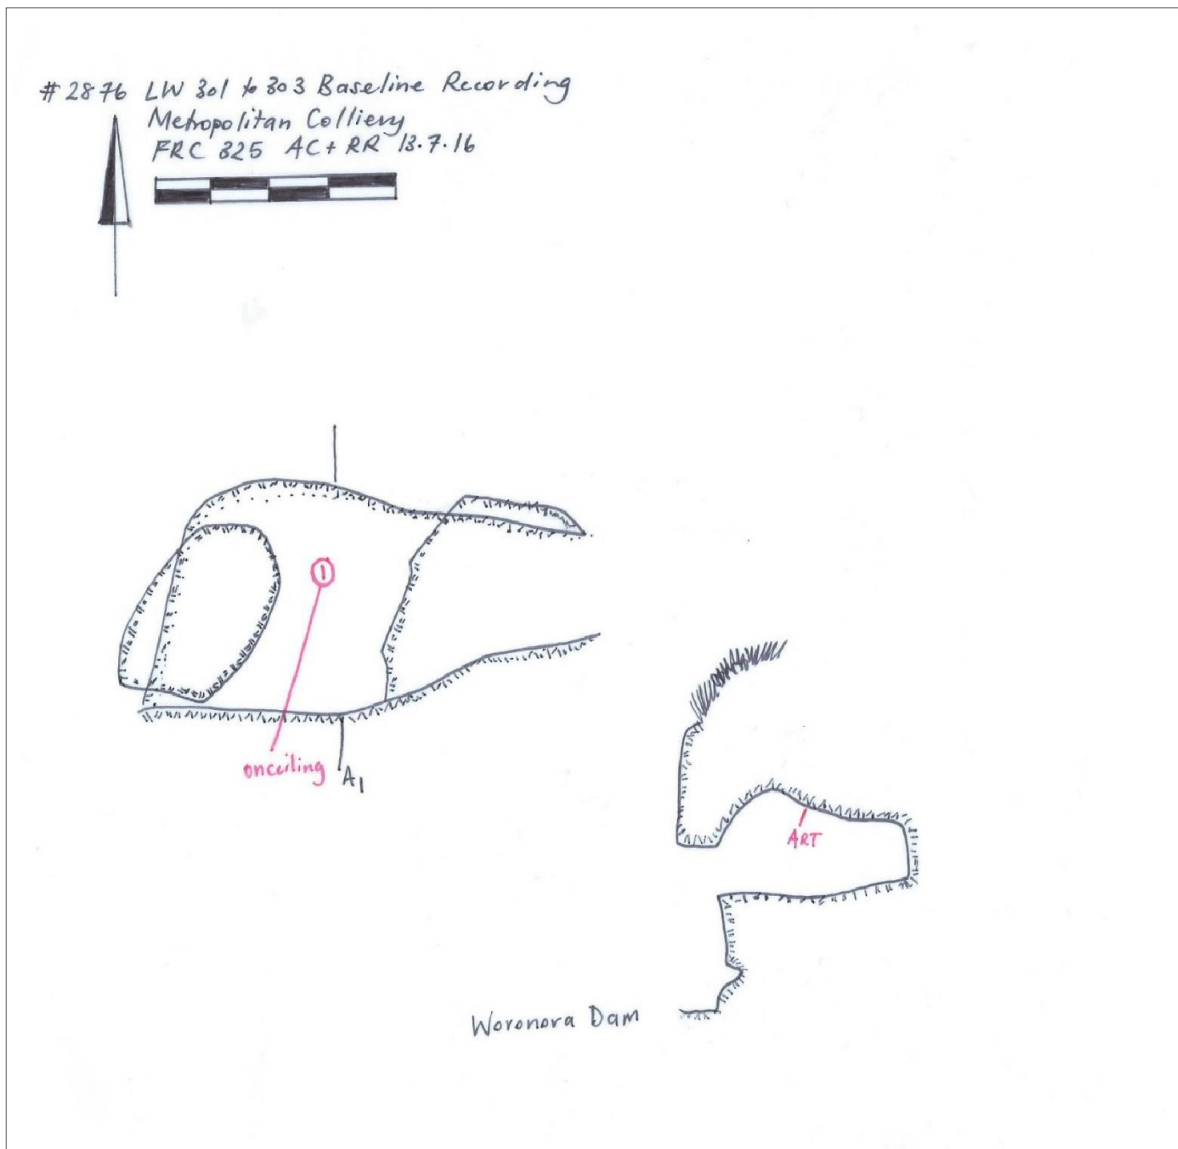 #2876 LW 301 to 303 Baseline Recording
Metropolitan Colliery
FRC 325 AC+RR 13.7.16
1
onceiling
A1
ART
Woronora Dam